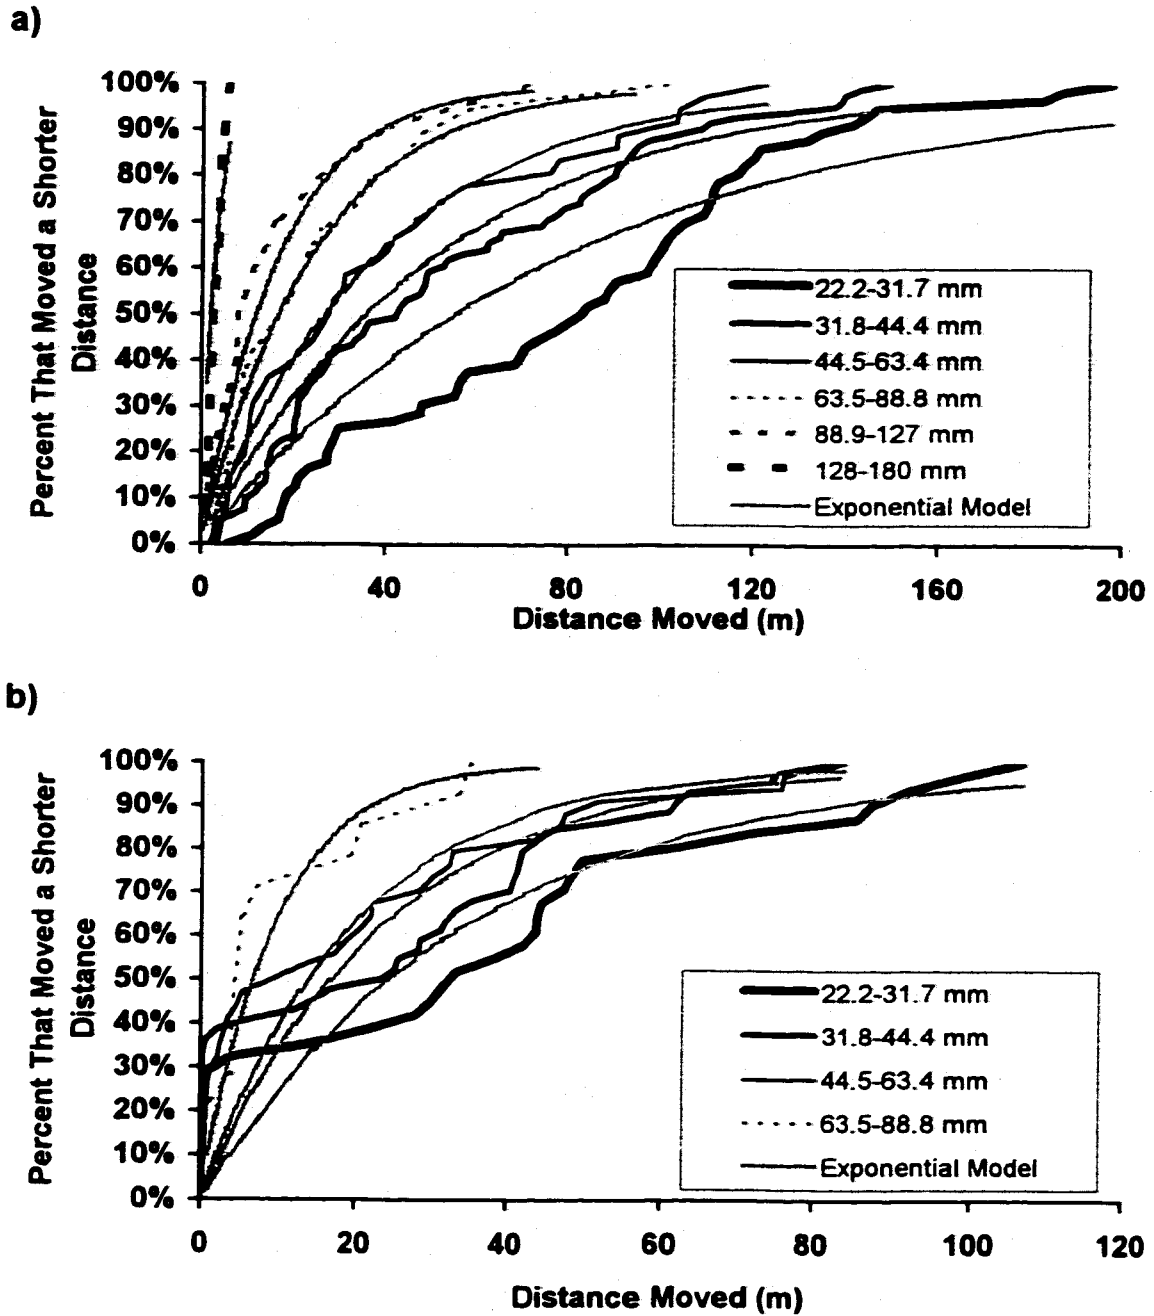 a)
100%
90%
80%
70%
60%
50%
40%
30%
20%
10%
0%
Percent That Moved a Shorter
Distance
22.2-31.7 mm
31.8-44.4 mm
44.5-63.4 mm
63.5-88.8 mm
88.9-127 mm
128-180 mm
Exponential Model
0 40 80 120 160 200
Distance Moved (m)
b)
100%
90%
80%
70%
60%
50%
40%
30%
20%
10%
0%
Percent That Moved a Shorter
Distance
22.2-31.7 mm
31.8-44.4 mm
44.5-63.4 mm
63.5-88.8 mm
Exponential Model
0 20 40 60 80 100 120
Distance Moved (m)